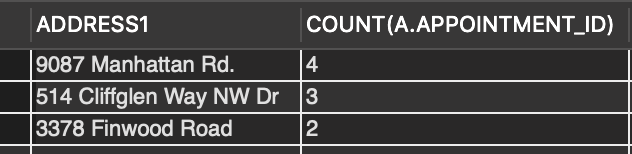 ADDRESS1 COUNT(A.APPOINTMENT_ID)
9087 Manhattan Rd. 4
514 Cliffglen Way NW Dr 3
3378 Finwood Road 2